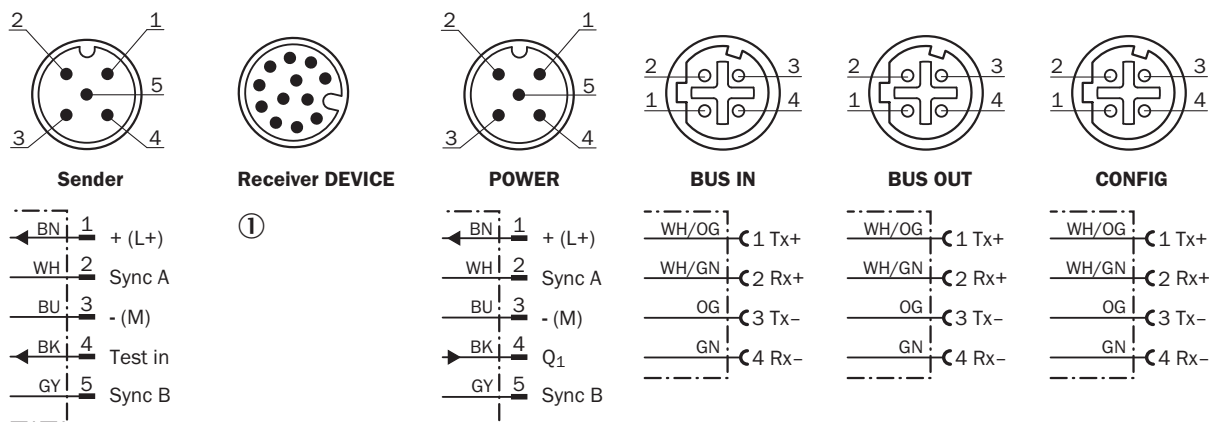 2 1 5 3 4
2 1 5 3 4
2 3 1 4
2 3 1 4
2 3 1 4
Sender
Receiver DEVICE
POWER
BUS IN
BUS OUT
CONFIG
BN 1 + (L+)
WH 2 Sync A
BU 3 - (M)
BK 4 Test in
GY 5 Sync B
①
BN 1 + (L+)
WH 2 Sync A
BU 3 - (M)
BK 4 Q₁
GY 5 Sync B
WH/OG 1 Tx+
WH/GN 2 Rx+
OG 3 Tx–
GN 4 Rx–
WH/OG 1 Tx+
WH/GN 2 Rx+
OG 3 Tx–
GN 4 Rx–
WH/OG 1 Tx+
WH/GN 2 Rx+
OG 3 Tx–
GN 4 Rx–